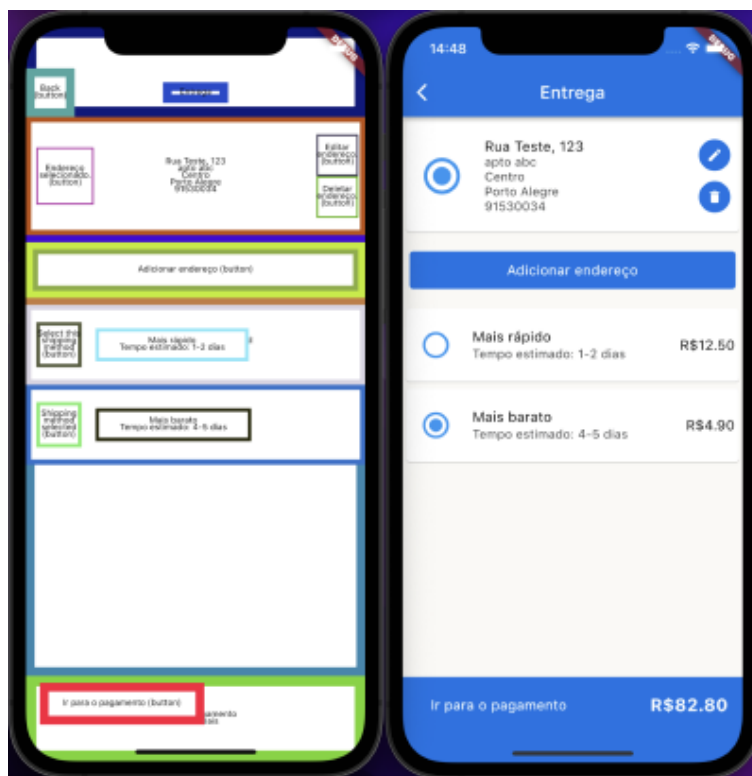 DEBUG
Back
(button)
Entrega
Endereço
selecionado.
(button)
Rua Teste, 123
apto abc
Centro
Porto Alegre
91530034
Editar
endereço.
(button)
Deletar
endereço.
(button)
Adicionar endereço (button)
Select this
shipping
method
(button)
Mais rápido
Tempo estimado: 1-2 dias
Shipping
method
selected
(button)
Mais barato
Tempo estimado: 4-5 dias
Ir para o pagamento (button)
14:48
DEBUG
Entrega
Rua Teste, 123
apto abc
Centro
Porto Alegre
91530034
Adicionar endereço
Mais rápido
Tempo estimado: 1-2 dias
R$12.50
Mais barato
Tempo estimado: 4-5 dias
R$4.90
Ir para o pagamento
R$82.80